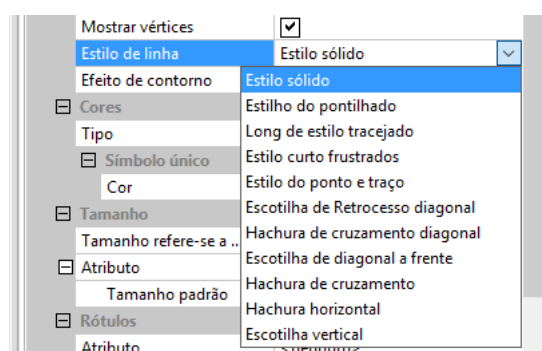 Mostrar vértices
Estilo de linha Estilo sólido
Efeito de contorno Estilo sólido
Cores Estilho do pontilhado
Tipo Long de estilo tracejado
Símbolo único Estilo curto frustrados
Cor Estilo do ponto e traço
Tamanho Escotilha de Retrocesso diagonal
Tamanho refere-se a .. Hachura de cruzamento diagonal
Atributo Escotilha de diagonal a frente
Tamanho padrão Hachura de cruzamento
Rótulos Hachura horizontal
Atributo Escotilha vertical